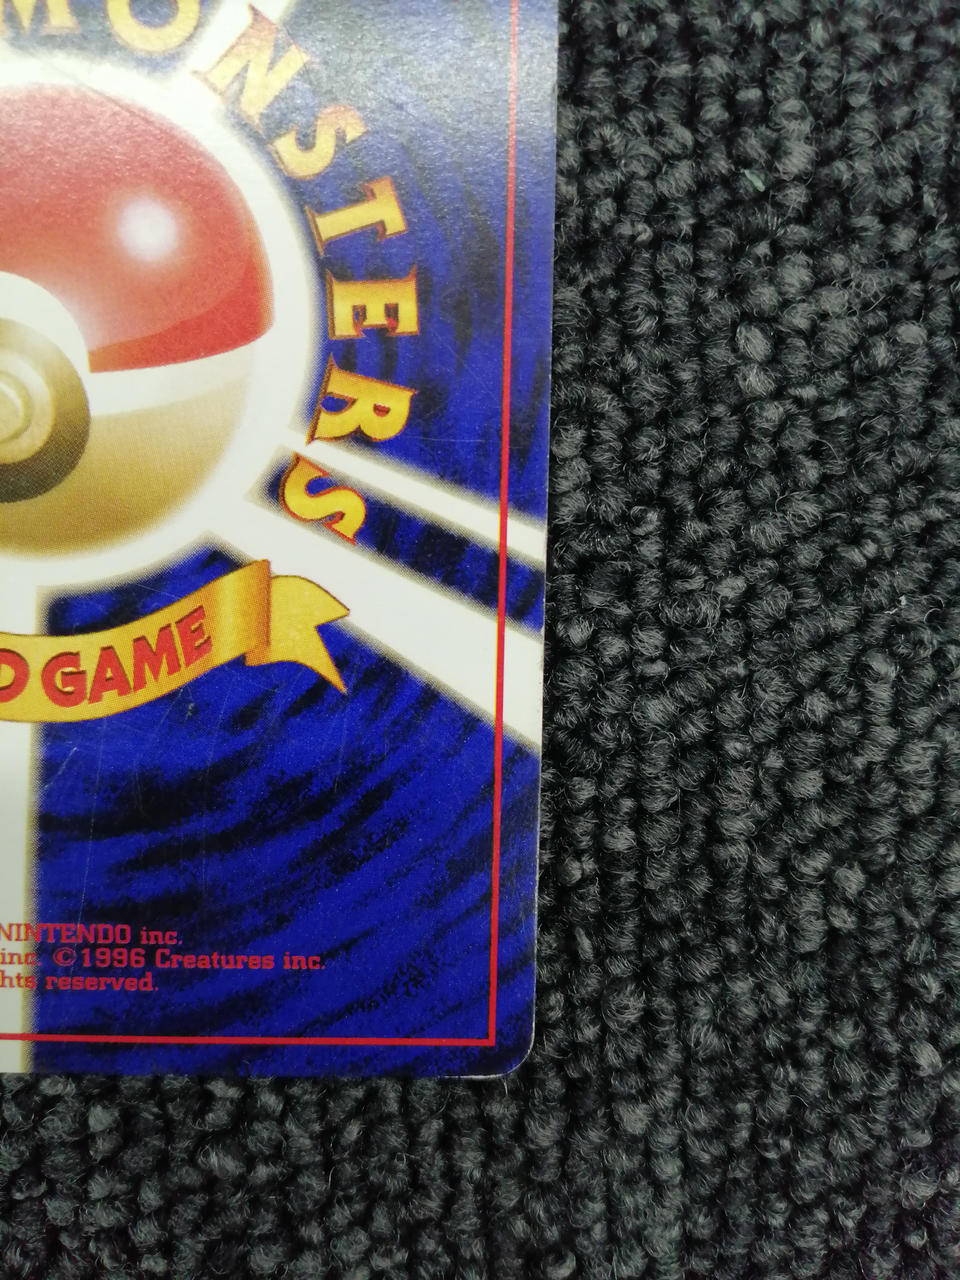 MONSTERS
D GAME
NINTENDO inc.
inc. ©1996 Creatures inc.
hts reserved.